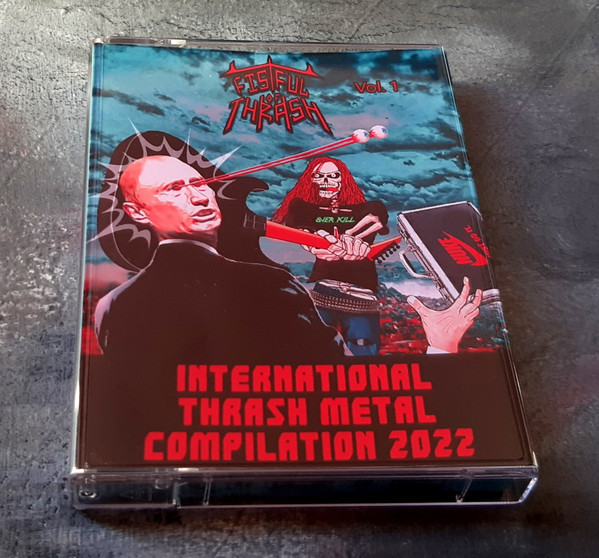 FISTFUL
OF
THRASH
Vol. 1
OVER KILL
INTERNATIONAL
THRASH METAL
COMPILATION 2022